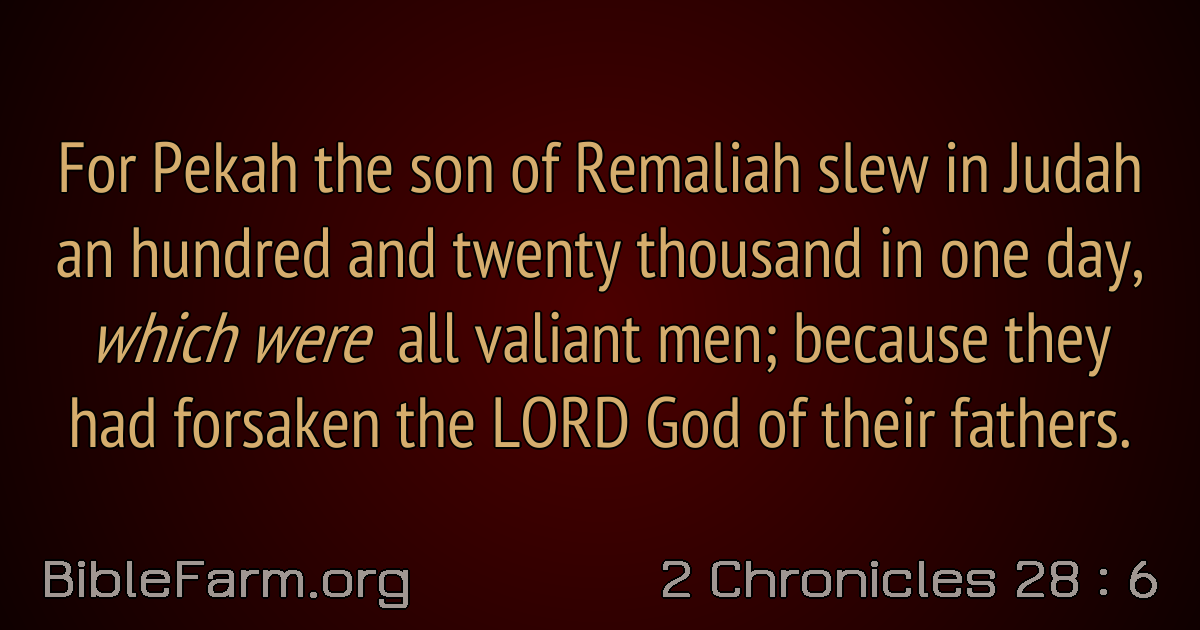 For Pekah the son of Remaliah slew in Judah
an hundred and twenty thousand in one day,
which were all valiant men; because they
had forsaken the LORD God of their fathers.
BibleFarm.org
2 Chronicles 28 : 6